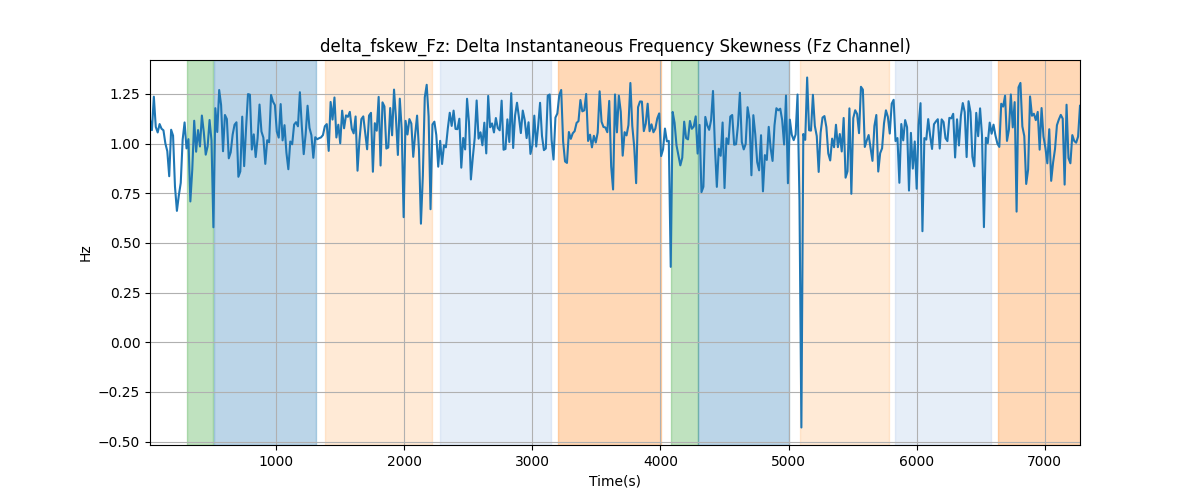 delta_fskew_Fz: Delta Instantaneous Frequency Skewness (Fz Channel)
1.25
1.00
0.75
0.50
0.25
0.00
−0.25
−0.50
Hz
1000 2000 3000 4000 5000 6000 7000
Time(s)